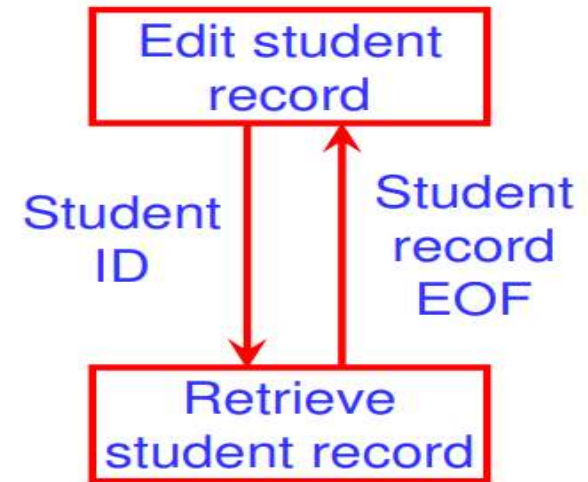 Edit student
record
Student
ID
Student
record
EOF
Retrieve
student record